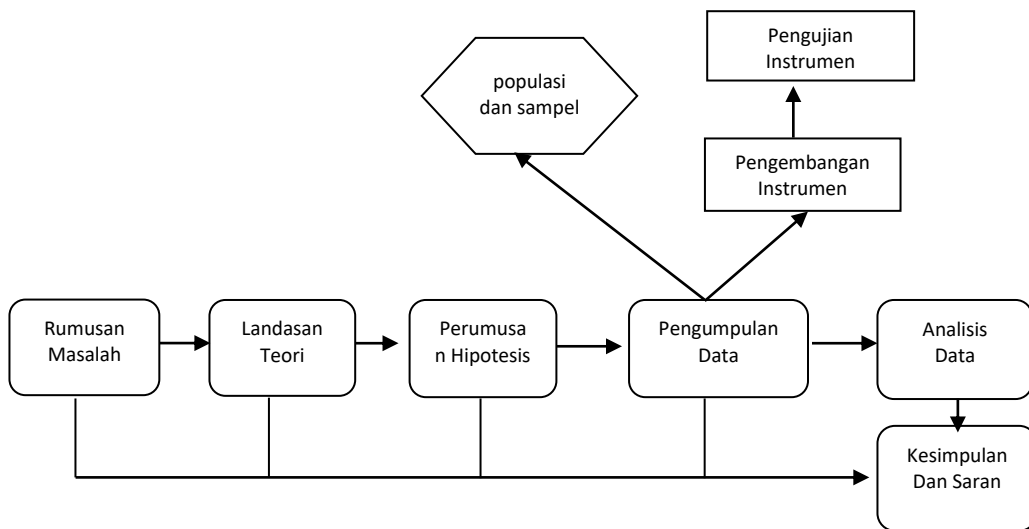 Pengujian
Instrumen
populasi
dan sampel
Pengembangan
Instrumen
Rumusan
Masalah
Landasan
Teori
Perumusa
n Hipotesis
Pengumpulan
Data
Analisis
Data
Kesimpulan
Dan Saran